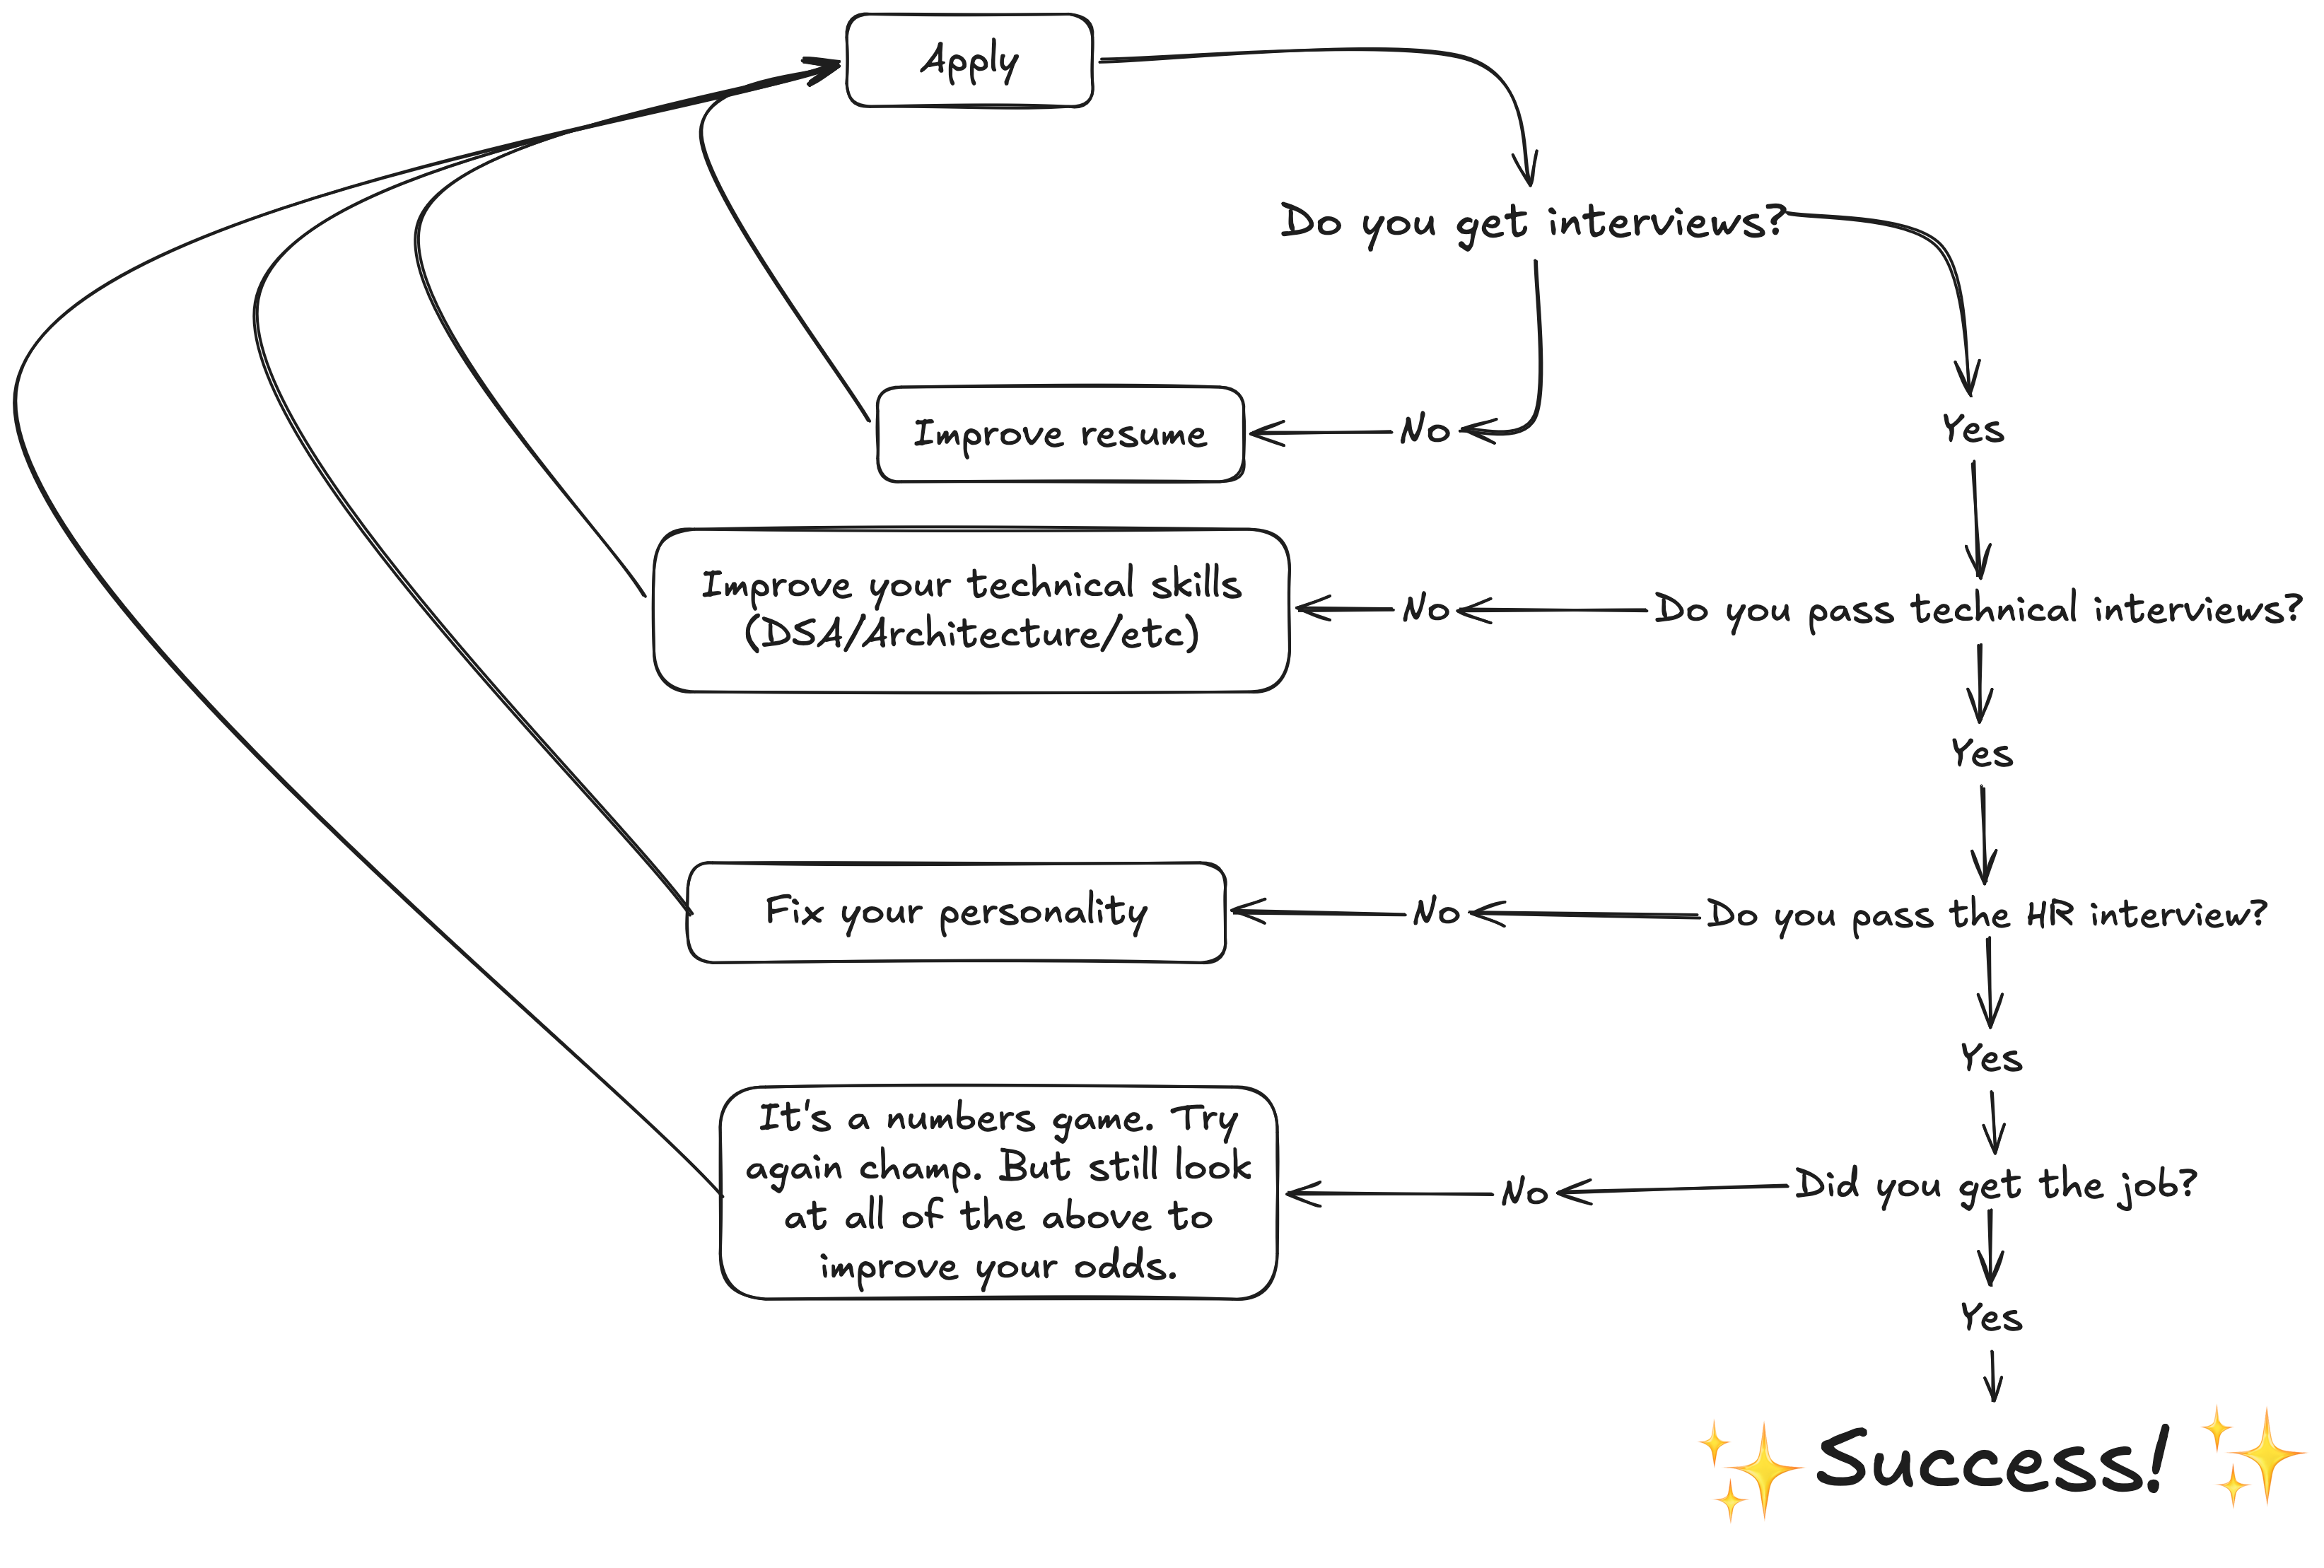 Apply
Do you get interviews?
Improve resume
No
Yes
Improve your technical skills
(DSA/Architecture/etc)
No
Do you pass technical interviews?
Yes
Fix your personality
No
Do you pass the HR interview?
Yes
It's a numbers game. Try
again champ. But still look
at all of the above to
improve your odds.
No
Did you get the job?
Yes
✨ Success! ✨